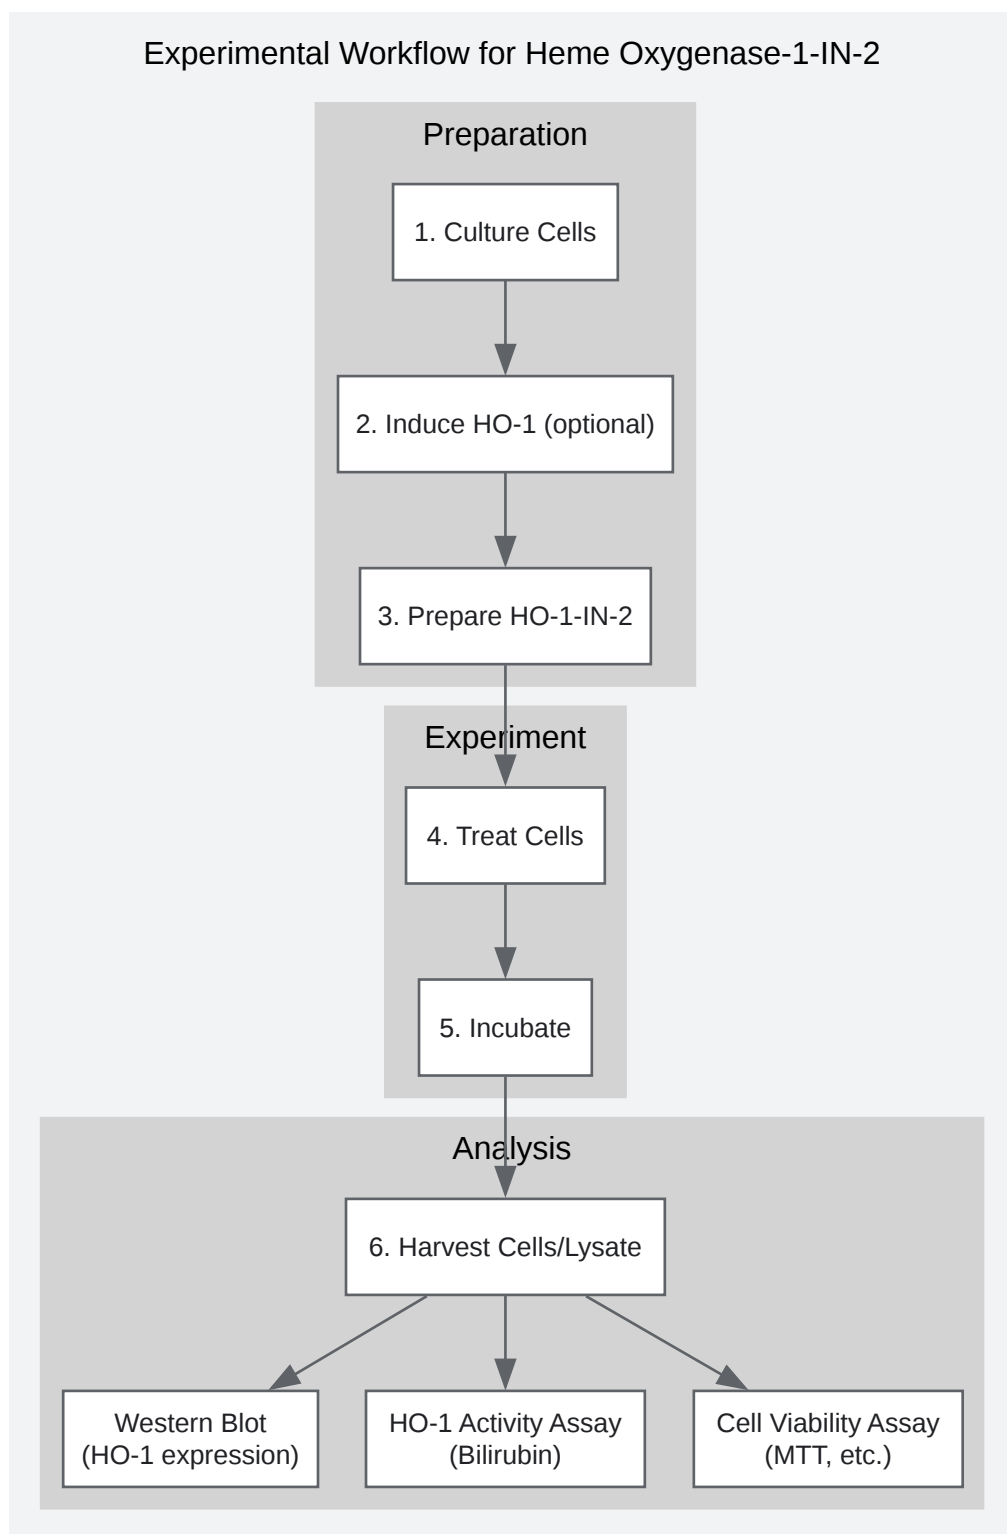 Experimental Workflow for Heme Oxygenase-1-IN-2
Preparation
1. Culture Cells
2. Induce HO-1 (optional)
3. Prepare HO-1-IN-2
Experiment
4. Treat Cells
5. Incubate
Analysis
6. Harvest Cells/Lysate
Western Blot
(HO-1 expression)
HO-1 Activity Assay
(Bilirubin)
Cell Viability Assay
(MTT, etc.)